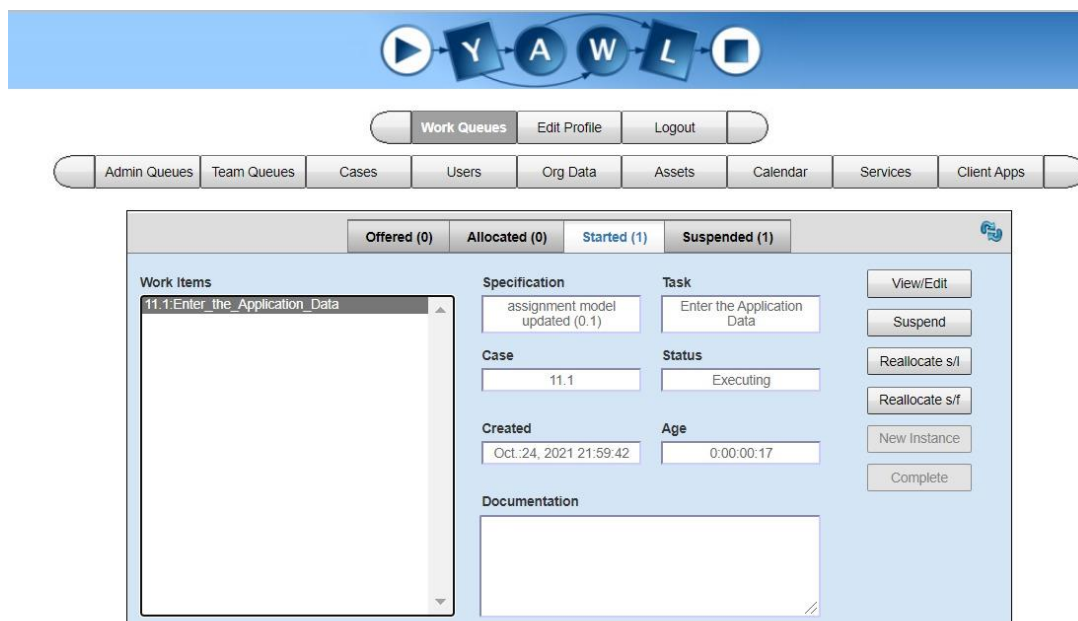 Y A W L
Work Queues Edit Profile Logout
Admin Queues Team Queues Cases Users Org Data Assets Calendar Services Client Apps
Offered (0) Allocated (0) Started (1) Suspended (1)
Work Items
11.1:Enter_the_Application_Data
Specification
assignment model
updated (0.1)
Task
Enter the Application
Data
Case
11.1
Status
Executing
Created
Oct.:24, 2021 21:59:42
Age
0:00:00:17
Documentation
View/Edit
Suspend
Reallocate s/l
Reallocate s/f
New Instance
Complete